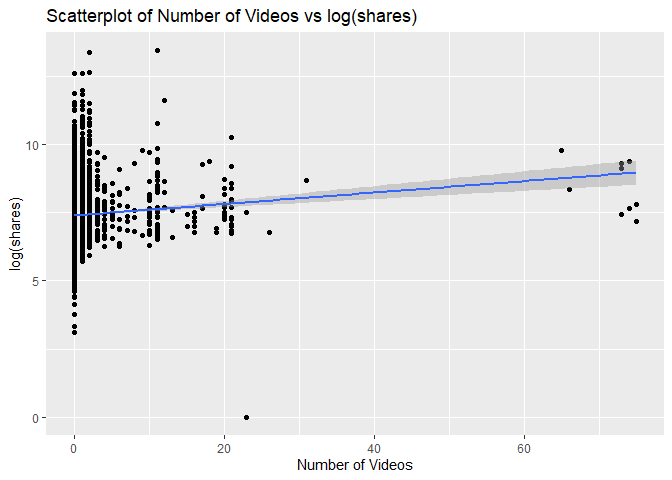 Scatterplot of Number of Videos vs log(shares)
10
5
0
log(shares)
0 20 40 60
Number of Videos